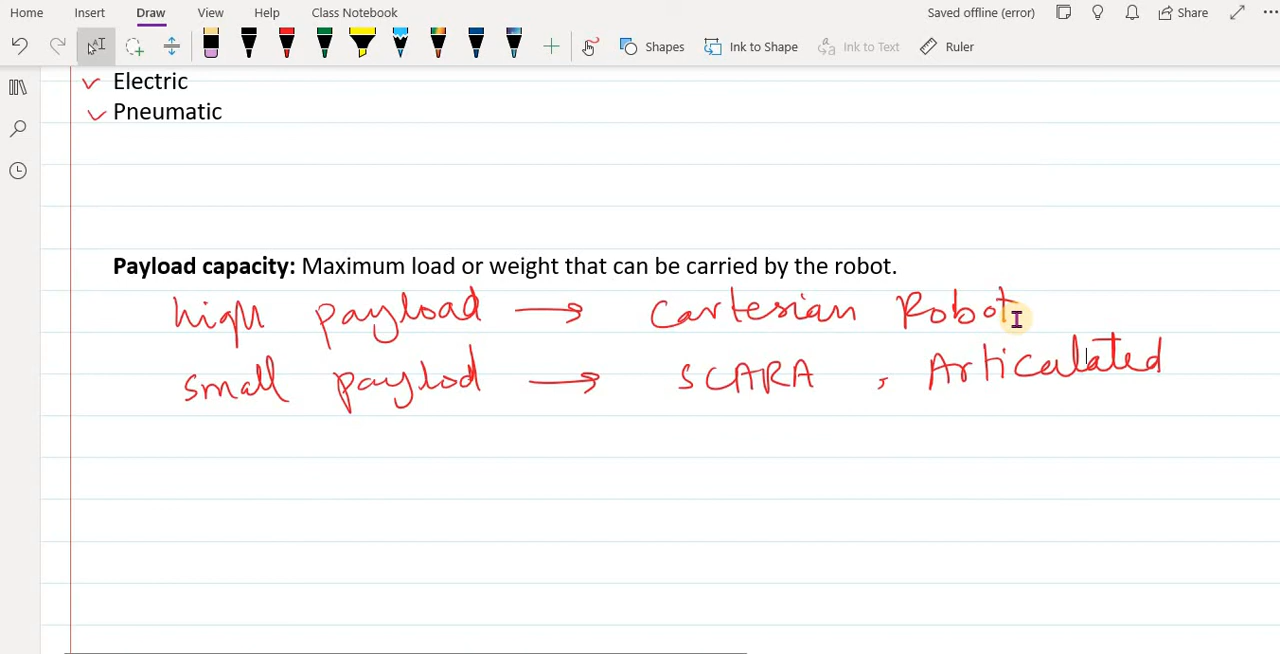 Home Insert Draw View Help Class Notebook Saved offline (error) Share
Shapes Ink to Shape Ink to Text Ruler
Electric
Pneumatic
Payload capacity: Maximum load or weight that can be carried by the robot.
high payload → Cartesian Robot
small paylod → SCARA , Articulated